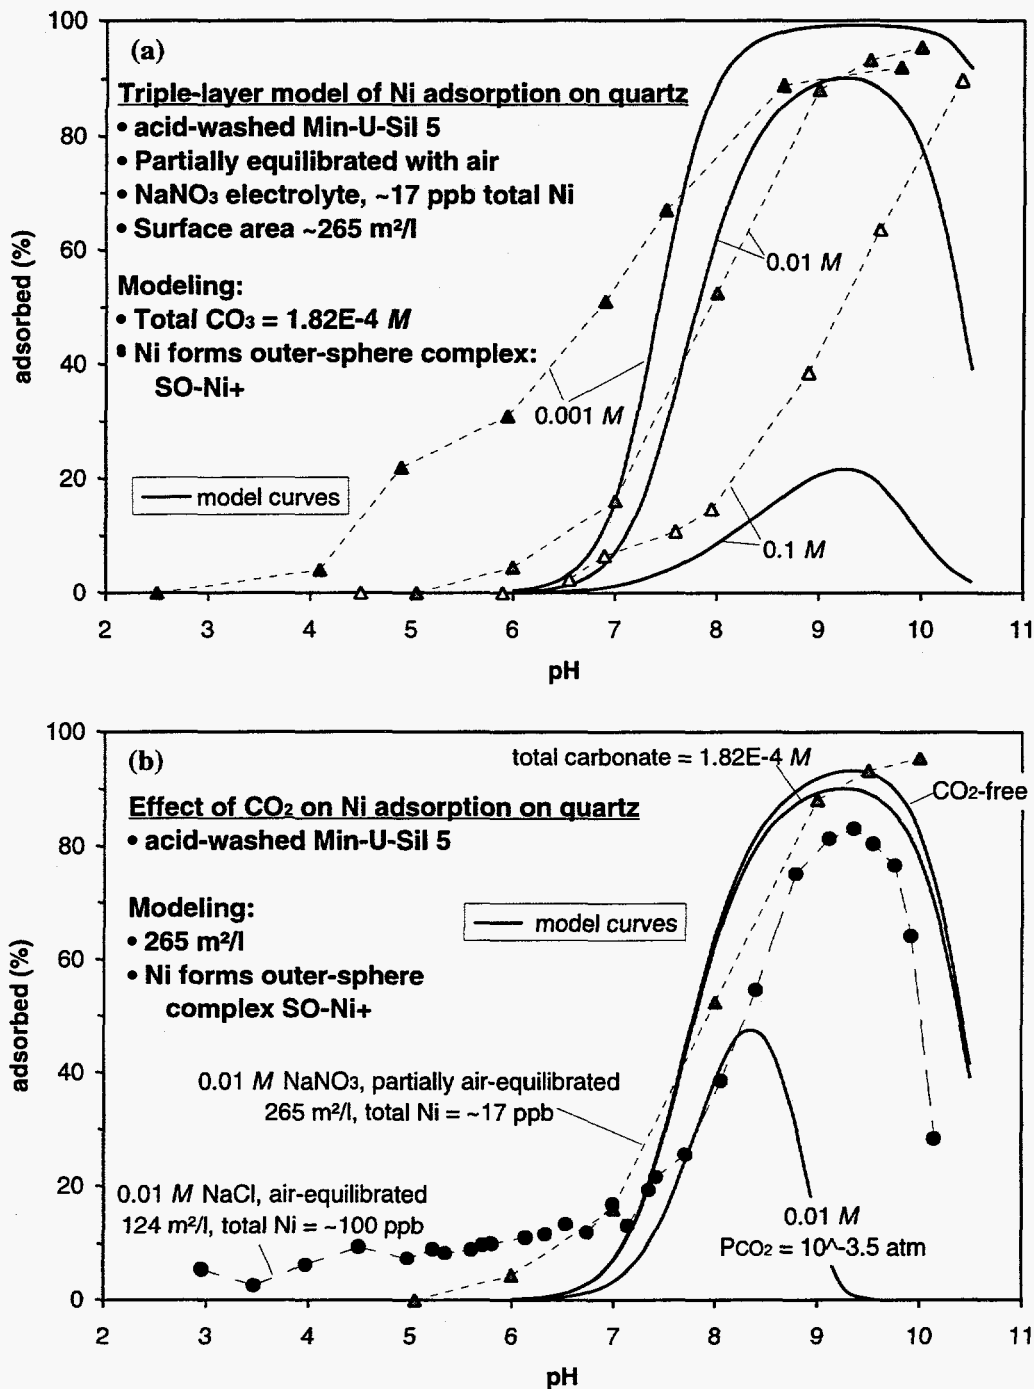 (a)
Triple-layer model of Ni adsorption on quartz
• acid-washed Min-U-Sil 5
• Partially equilibrated with air
• NaNO₃ electrolyte, ~17 ppb total Ni
• Surface area ~265 m²/l
Modeling:
• Total CO₃ = 1.82E-4 M
• Ni forms outer-sphere complex:
SO-Ni+
model curves
0.01 M
0.001 M
0.1 M
adsorbed (%)
100
80
60
40
20
0
2 3 4 5 6 7 8 9 10 11
pH
(b)
total carbonate = 1.82E-4 M
CO₂-free
Effect of CO₂ on Ni adsorption on quartz
• acid-washed Min-U-Sil 5
Modeling:
• 265 m²/l
• Ni forms outer-sphere
complex SO-Ni+
model curves
0.01 M NaNO₃, partially air-equilibrated
265 m²/l, total Ni = ~17 ppb
0.01 M NaCl, air-equilibrated
124 m²/l, total Ni = ~100 ppb
0.01 M
PCO₂ = 10^-3.5 atm
adsorbed (%)
100
80
60
40
20
0
2 3 4 5 6 7 8 9 10 11
pH